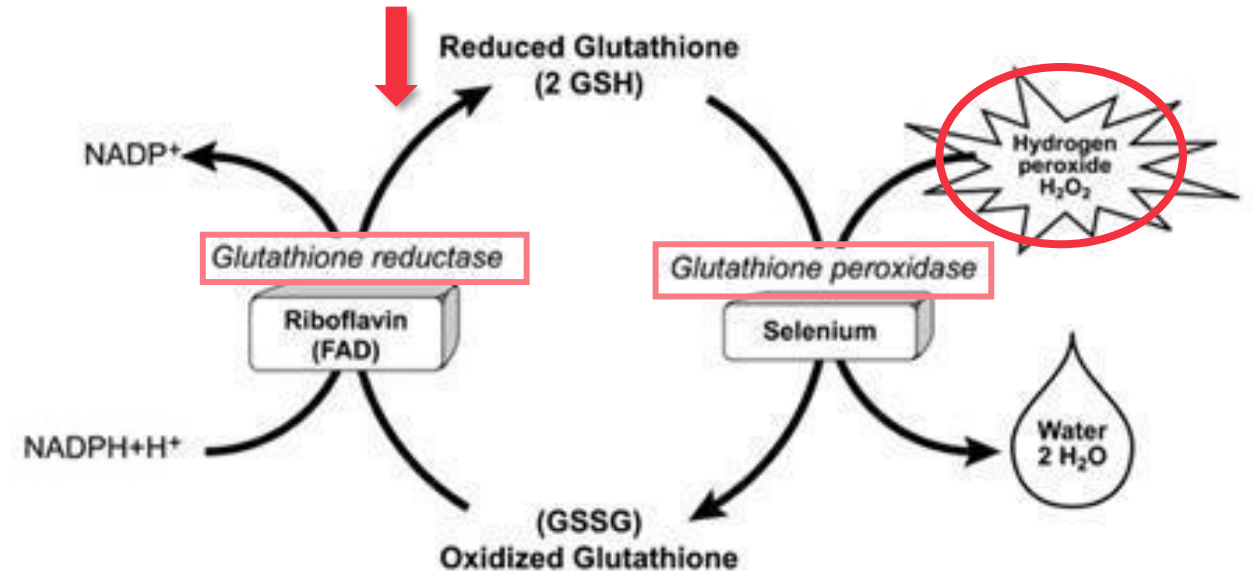 Reduced Glutathione
(2 GSH)
Hydrogen
peroxide
H₂O₂
NADP⁺
Glutathione reductase
Glutathione peroxidase
Riboflavin
(FAD)
Selenium
NADPH+H⁺
Water
2 H₂O
(GSSG)
Oxidized Glutathione